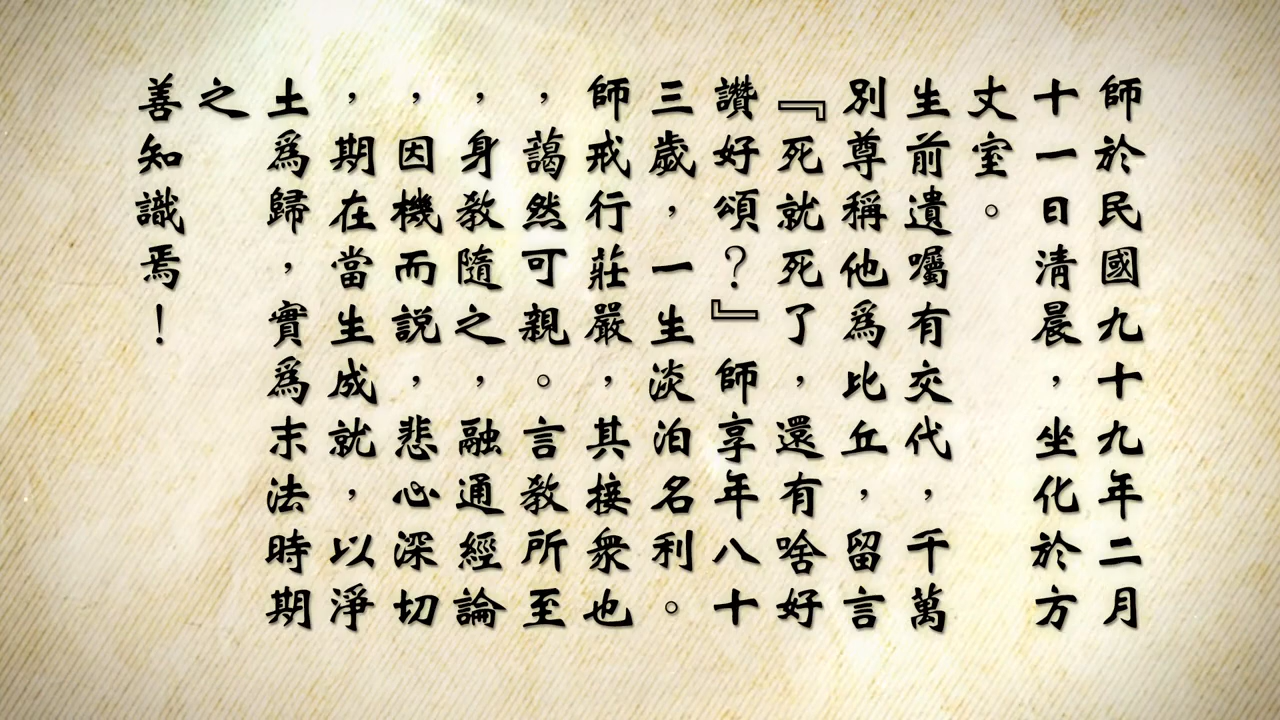 師於民國九十九年二月
十一日清晨，坐化於方
丈室。
生前遺囑有交代，千萬
別尊稱他爲比丘，留言
『死就死了，還有啥好
讚好頌？』師享年八十
三歲，一生淡泊名利。
師戒行莊嚴，其接衆也
，藹然可親。言教所至
，身教隨之，融通經論
，因機而説，悲心深切
，期在當生成就，以淨
土爲歸，實爲末法時期
之
善知識焉！